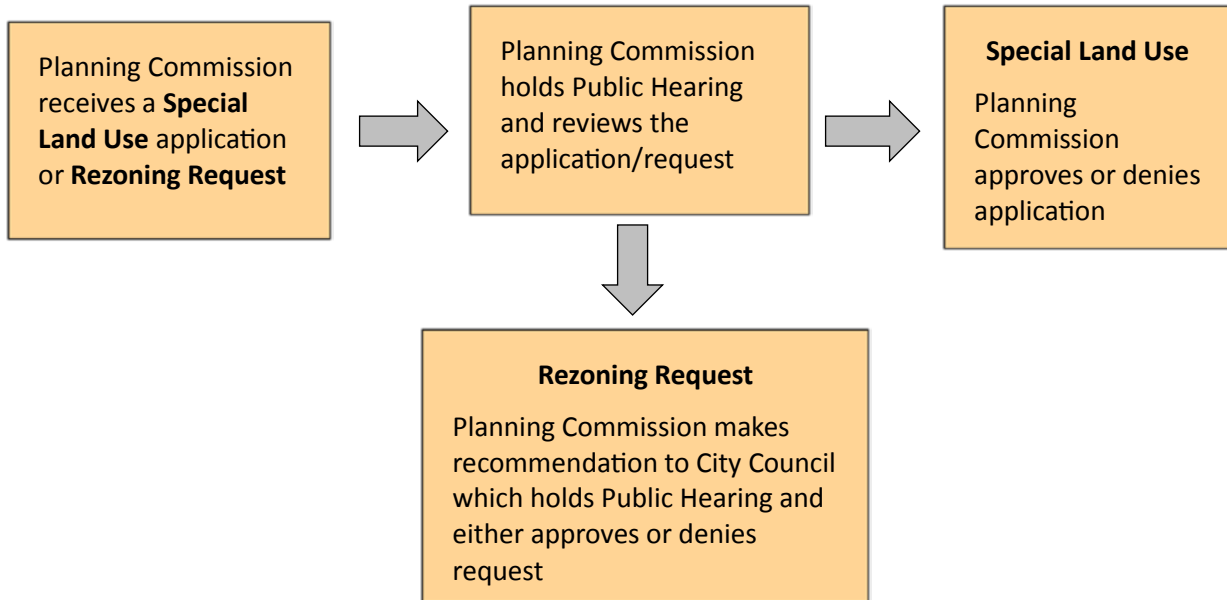 Planning Commission
receives a Special
Land Use application
or Rezoning Request
Planning Commission
holds Public Hearing
and reviews the
application/request
Special Land Use
Planning
Commission
approves or denies
application
Rezoning Request
Planning Commission makes
recommendation to City Council
which holds Public Hearing and
either approves or denies
request